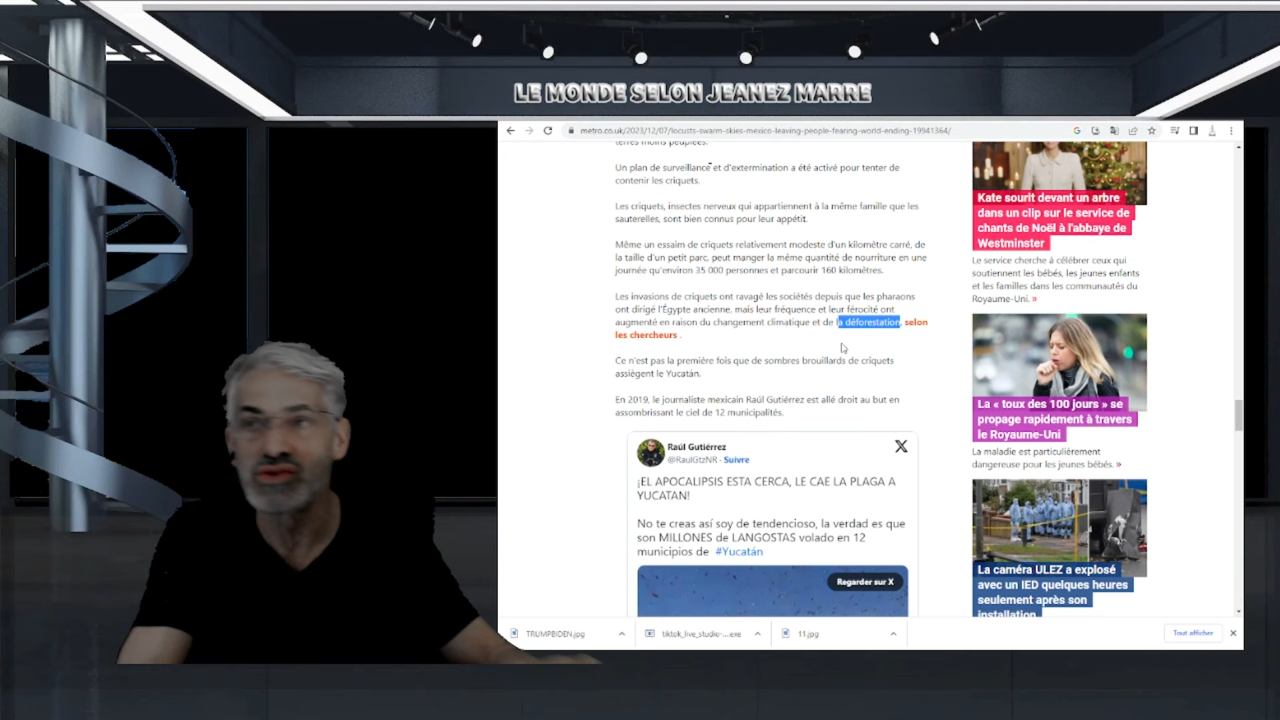 LE MONDE SELON JEANEZ MARRE
metro.co.uk/2023/12/07/locusts-swarm-skies-mexico-leaving-people-fearing-world-ending-19941364/
terres moins peuplées.
Un plan de surveillance et d'extermination a été activé pour tenter de
contenir les criquets.
Les criquets, insectes nerveux qui appartiennent à la même famille que les
sauterelles, sont bien connus pour leur appétit.
Même un essaim de criquets relativement modeste d'un kilomètre carré, de
la taille d'un petit parc, peut manger la même quantité de nourriture en une
journée qu'environ 35 000 personnes et parcourir 160 kilomètres.
Les invasions de criquets ont ravagé les sociétés depuis que les pharaons
ont dirigé l'Égypte ancienne, mais leur fréquence et leur férocité ont
augmenté en raison du changement climatique et de la déforestation, selon
les chercheurs .
Ce n'est pas la première fois que de sombres brouillards de criquets
assiègent le Yucatán.
En 2019, le journaliste mexicain Raúl Gutiérrez est allé droit au but en
assombrissant le ciel de 12 municipalités.
Raúl Gutiérrez
@RaulGtzNR · Suivre
¡EL APOCALIPSIS ESTA CERCA, LE CAE LA PLAGA A
YUCATAN!
No te creas así soy de tendencioso, la verdad es que
son MILLONES de LANGOSTAS volado en 12
municipios de #Yucatán
Regarder sur X
Kate sourit devant un arbre
dans un clip sur le service de
chants de Noël à l'abbaye de
Westminster
Le service cherche à célébrer ceux qui
soutiennent les bébés, les jeunes enfants
et les familles dans les communautés du
Royaume-Uni. »
La « toux des 100 jours » se
propage rapidement à travers
le Royaume-Uni
La maladie est particulièrement
dangereuse pour les jeunes bébés. »
La caméra ULEZ a explosé
avec un IED quelques heures
seulement après son
installation
TRUMPBIDEN.jpg
tiktok_live_studio-....exe
11.jpg
Tout afficher